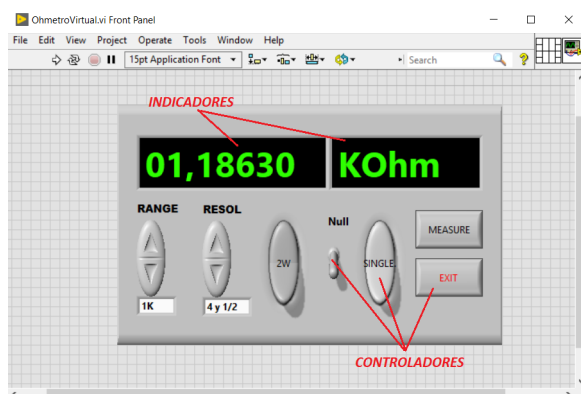 OhmetroVirtual.vi Front Panel
File Edit View Project Operate Tools Window Help
15pt Application Font
Search
INDICADORES
01,18630 KOhm
RANGE RESOL
Null
MEASURE
2W
SINGLE
EXIT
1K
4 y 1/2
CONTROLADORES